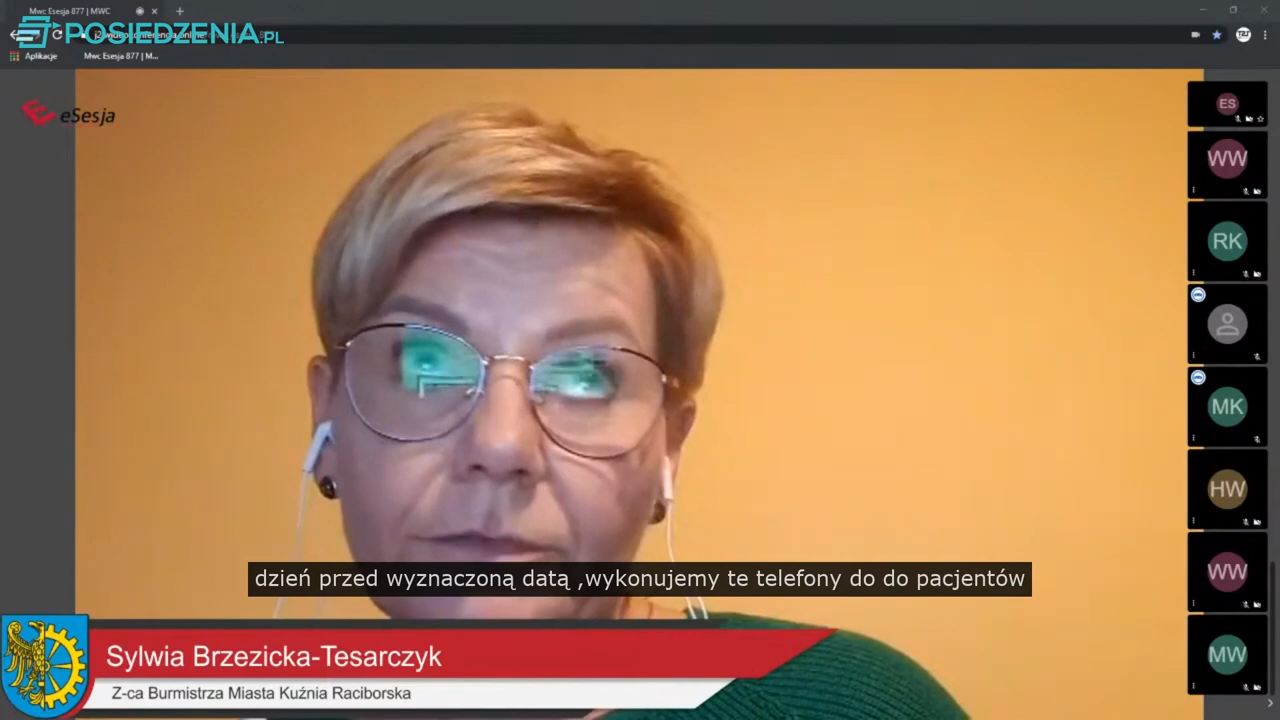 Mwc Esesja 877 | MWC
POSIEDZENIA.PL
Aplikacje
Mwc Esesja 877 | M...
eSesja
ES
WW
RK
MK
HW
WW
MW
dzień przed wyznaczoną datą ,wykonujemy te telefony do do pacjentów
Sylwia Brzezicka-Tesarczyk
Z-ca Burmistrza Miasta Kuźnia Raciborska